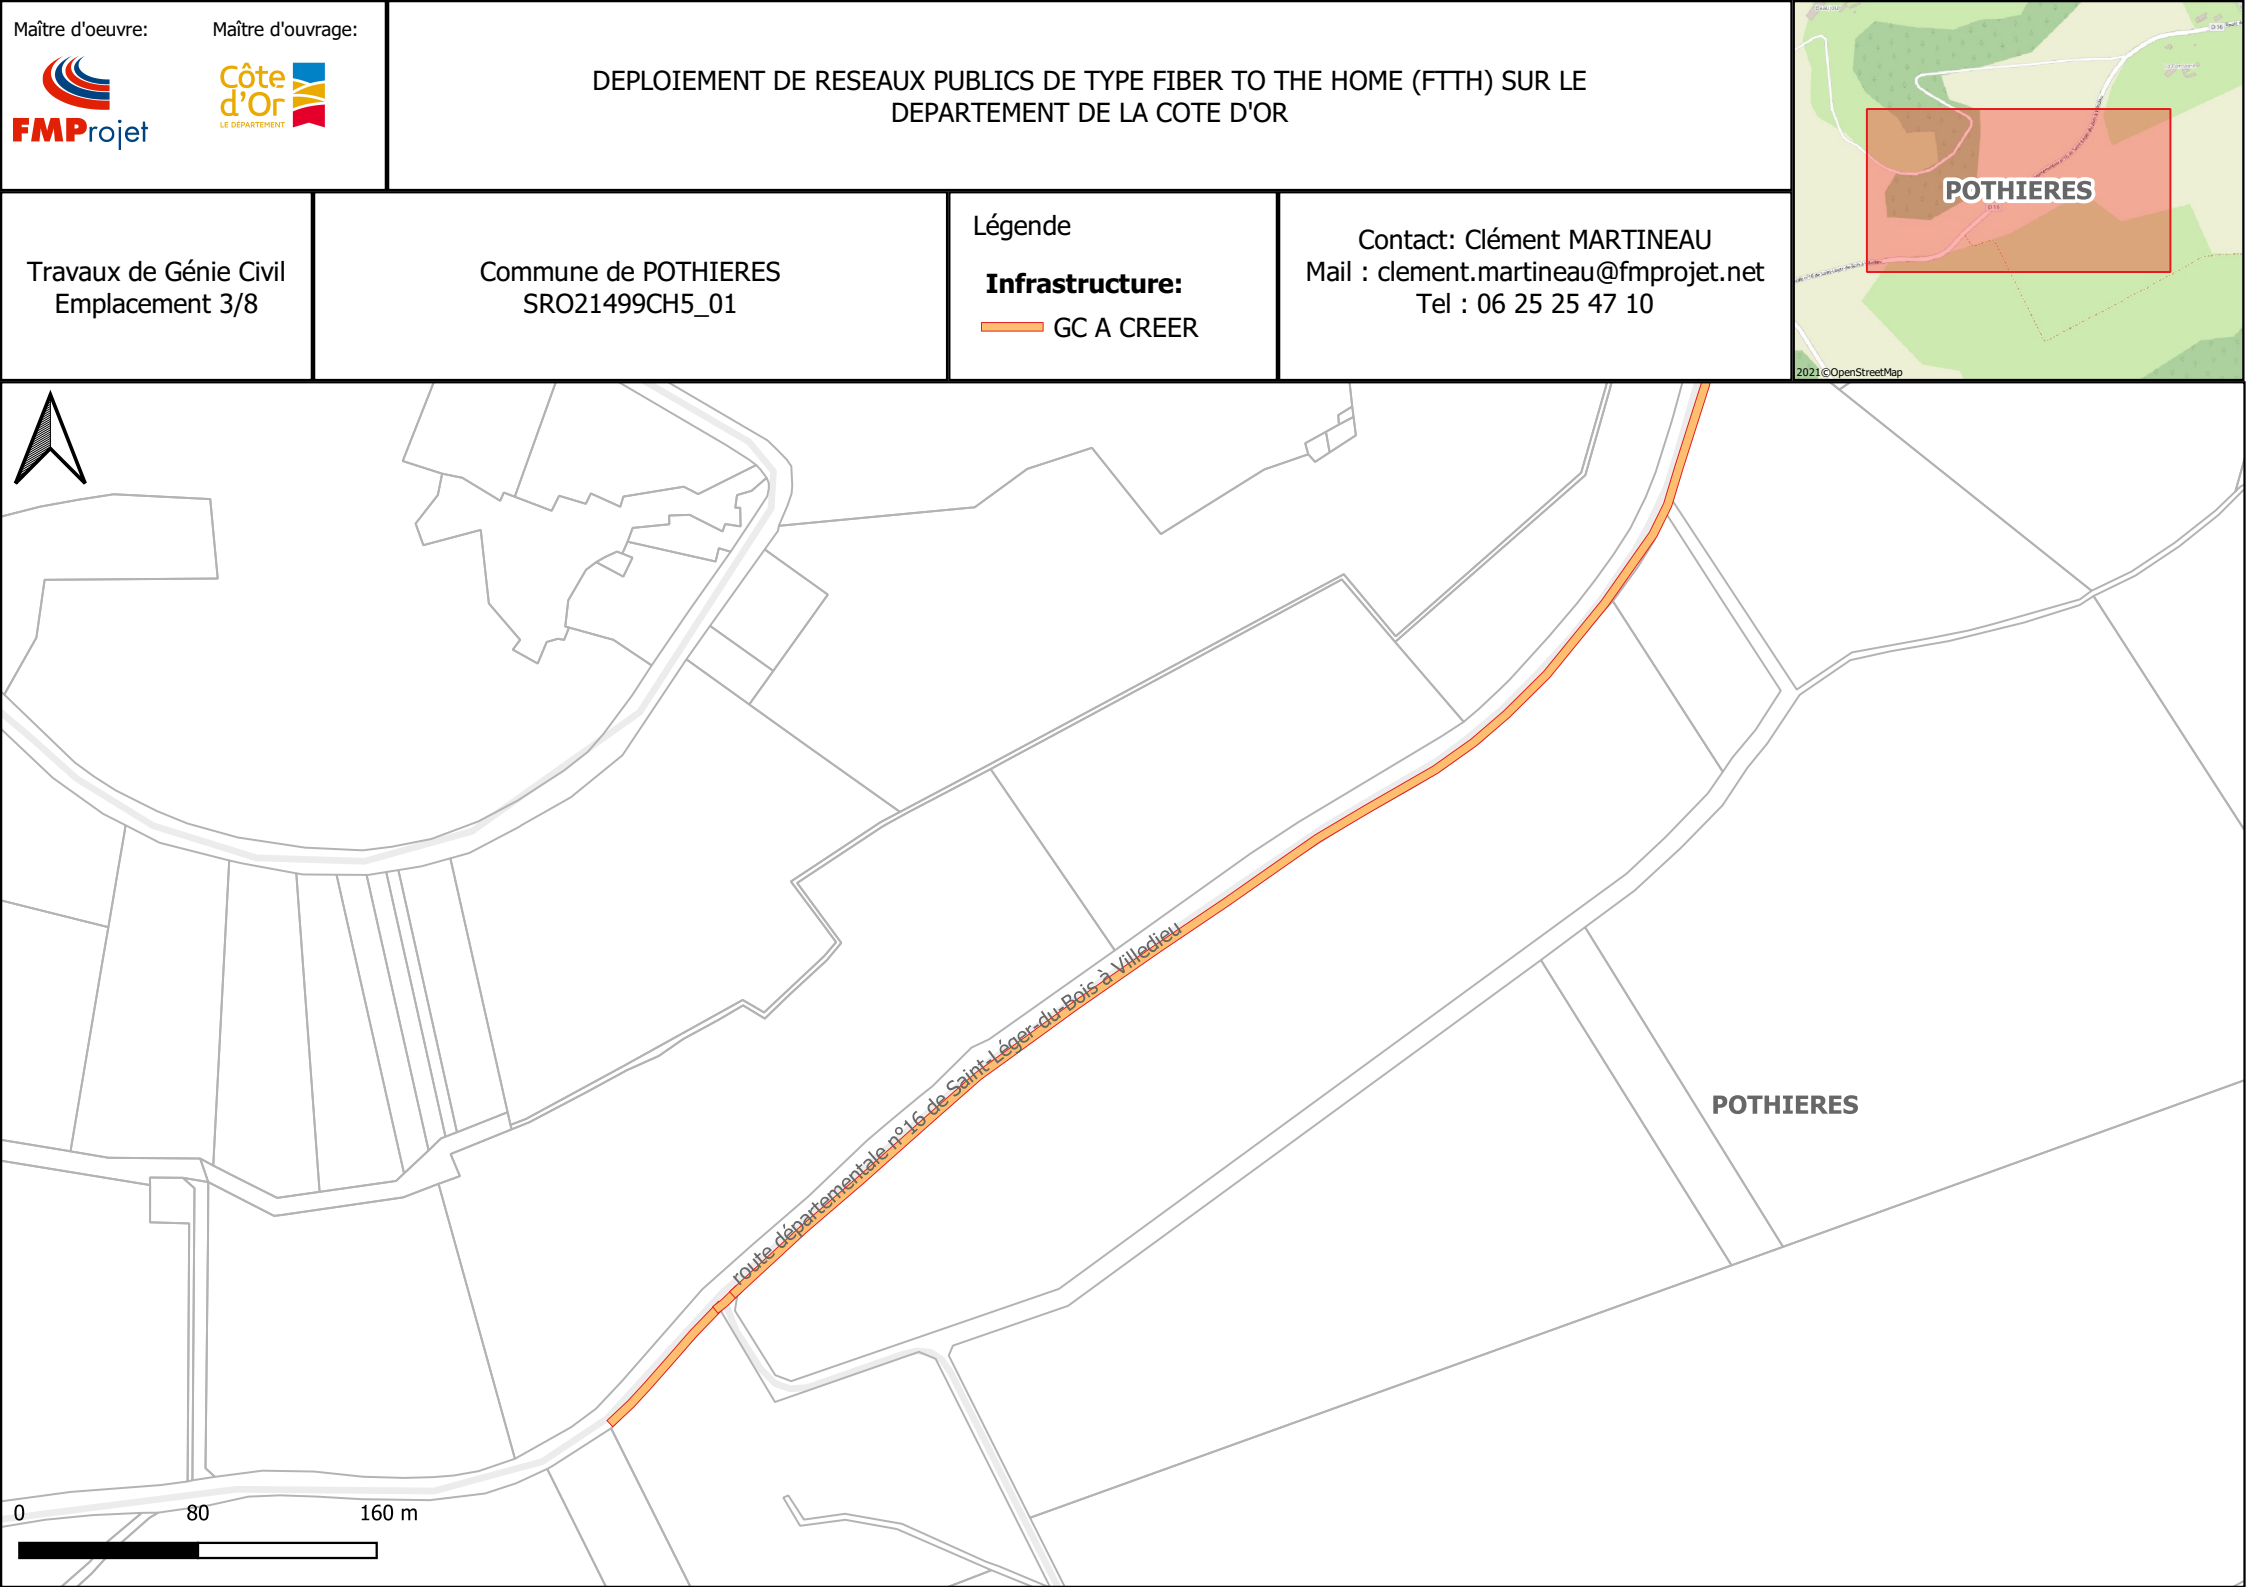 Maître d'oeuvre:
Maître d'ouvrage:
FMProjet
Côte
d'Or
LE DÉPARTEMENT
DEPLOIEMENT DE RESEAUX PUBLICS DE TYPE FIBER TO THE HOME (FTTH) SUR LE
DEPARTEMENT DE LA COTE D'OR
POTHIERES
D 16
D 16
2021©OpenStreetMap
Travaux de Génie Civil
Emplacement 3/8
Commune de POTHIERES
SRO21499CH5_01
Légende
Infrastructure:
GC A CREER
Contact: Clément MARTINEAU
Mail : clement.martineau@fmprojet.net
Tel : 06 25 25 47 10
route départementale n°16 de Saint-Léger-du-Bois à Villedieu
POTHIERES
0 80 160 m